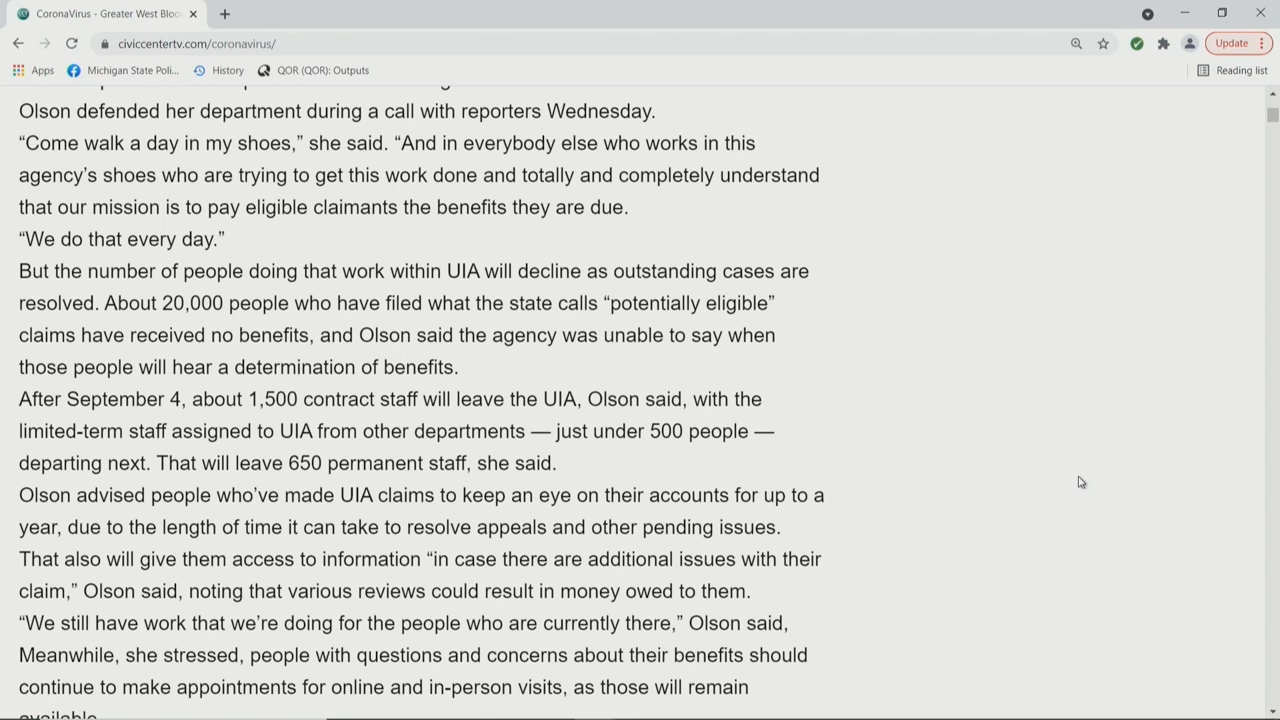 CoronaVirus - Greater West Bloo
civiccentertv.com/coronavirus/
Update
Apps
Michigan State Poli...
History
QOR (QOR): Outputs
Reading list
Olson defended her department during a call with reporters Wednesday.
“Come walk a day in my shoes,” she said. “And in everybody else who works in this
agency’s shoes who are trying to get this work done and totally and completely understand
that our mission is to pay eligible claimants the benefits they are due.
“We do that every day.”
But the number of people doing that work within UIA will decline as outstanding cases are
resolved. About 20,000 people who have filed what the state calls “potentially eligible”
claims have received no benefits, and Olson said the agency was unable to say when
those people will hear a determination of benefits.
After September 4, about 1,500 contract staff will leave the UIA, Olson said, with the
limited-term staff assigned to UIA from other departments — just under 500 people —
departing next. That will leave 650 permanent staff, she said.
Olson advised people who’ve made UIA claims to keep an eye on their accounts for up to a
year, due to the length of time it can take to resolve appeals and other pending issues.
That also will give them access to information “in case there are additional issues with their
claim,” Olson said, noting that various reviews could result in money owed to them.
“We still have work that we’re doing for the people who are currently there,” Olson said,
Meanwhile, she stressed, people with questions and concerns about their benefits should
continue to make appointments for online and in-person visits, as those will remain
available